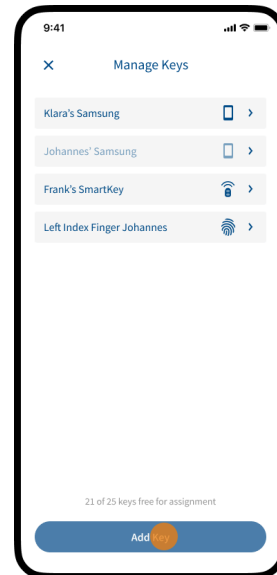 9:41
Manage Keys
Klara's Samsung
Johannes' Samsung
Frank's SmartKey
Left Index Finger Johannes
21 of 25 keys free for assignment
Add Key